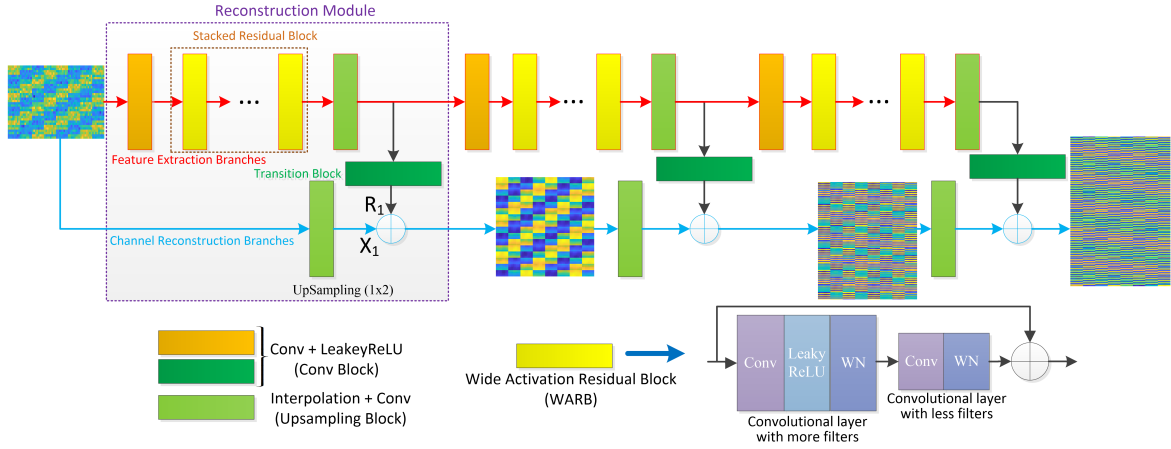 Reconstruction Module
Stacked Residual Block
...
...
...
Feature Extraction Branches
Transition Block
R1
Channel Reconstruction Branches
X1
UpSampling (1x2)
Conv + LeakeyReLU
(Conv Block)
Interpolation + Conv
(Upsampling Block)
Wide Activation Residual Block
(WARB)
Conv
Leaky
ReLU
WN
Conv
WN
Convolutional layer
with more filters
Convolutional layer
with less filters